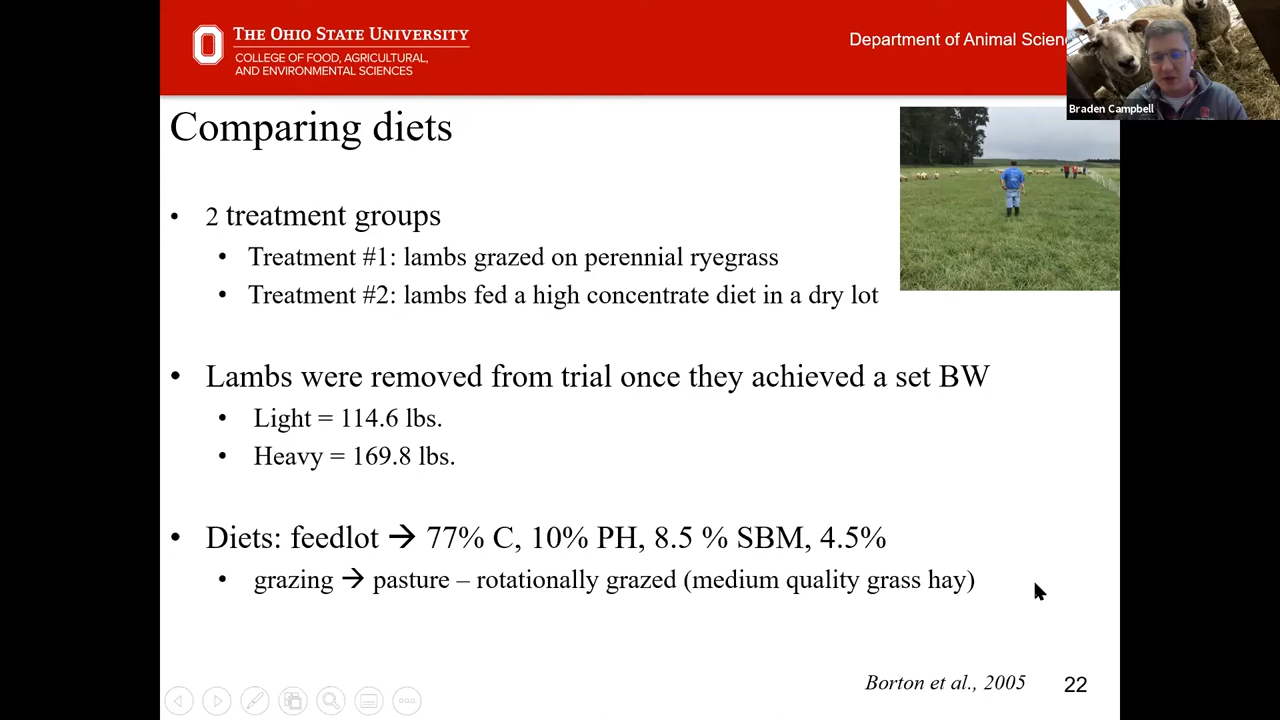 THE OHIO STATE UNIVERSITY
COLLEGE OF FOOD, AGRICULTURAL,
AND ENVIRONMENTAL SCIENCES
Department of Animal
Braden Campbell
Comparing diets
• 2 treatment groups
• Treatment #1: lambs grazed on perennial ryegrass
• Treatment #2: lambs fed a high concentrate diet in a dry lot
• Lambs were removed from trial once they achieved a set BW
• Light = 114.6 lbs.
• Heavy = 169.8 lbs.
• Diets: feedlot → 77% C, 10% PH, 8.5 % SBM, 4.5%
• grazing → pasture – rotationally grazed (medium quality grass hay)
Borton et al., 2005
22